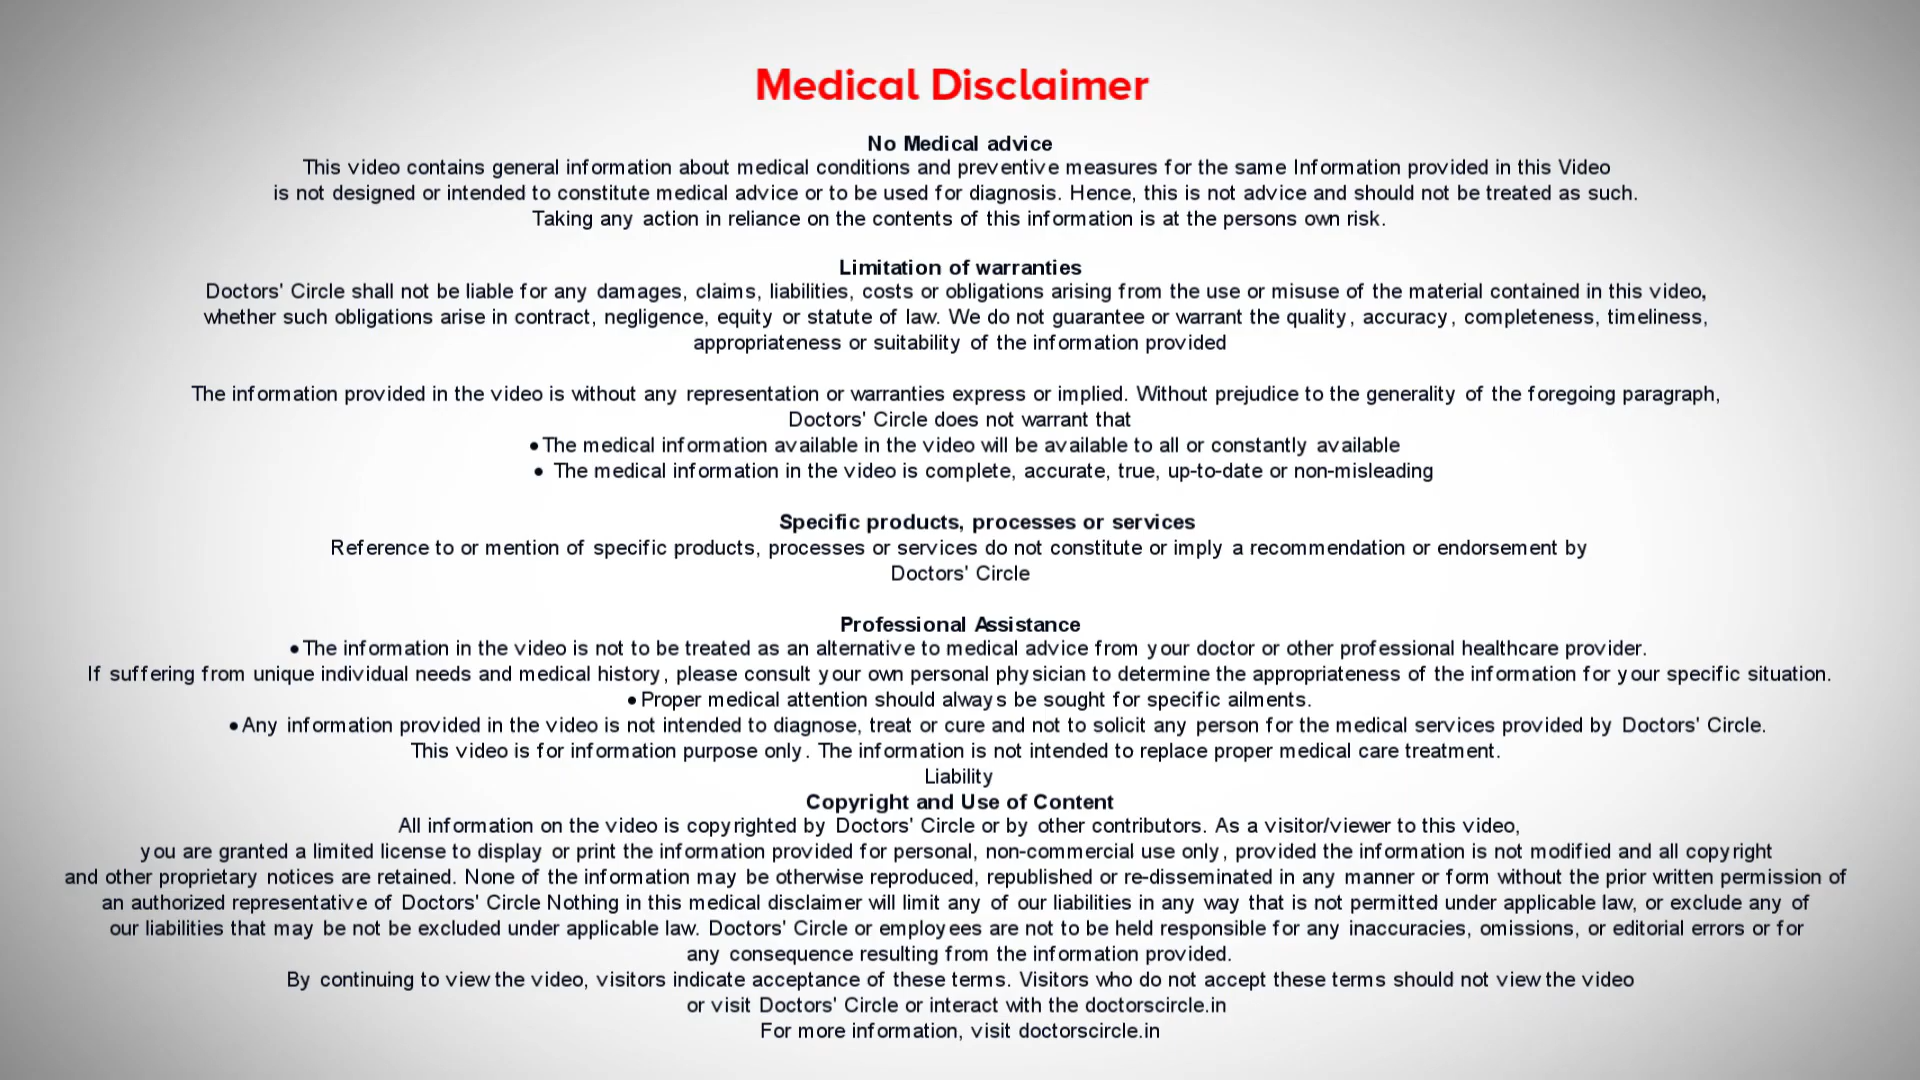 Medical Disclaimer
No Medical advice
This video contains general information about medical conditions and preventive measures for the same Information provided in this Video
is not designed or intended to constitute medical advice or to be used for diagnosis. Hence, this is not advice and should not be treated as such.
Taking any action in reliance on the contents of this information is at the persons own risk.
Limitation of warranties
Doctors' Circle shall not be liable for any damages, claims, liabilities, costs or obligations arising from the use or misuse of the material contained in this video,
whether such obligations arise in contract, negligence, equity or statute of law. We do not guarantee or warrant the quality, accuracy, completeness, timeliness,
appropriateness or suitability of the information provided
The information provided in the video is without any representation or warranties express or implied. Without prejudice to the generality of the foregoing paragraph,
Doctors' Circle does not warrant that
• The medical information available in the video will be available to all or constantly available
• The medical information in the video is complete, accurate, true, up-to-date or non-misleading
Specific products, processes or services
Reference to or mention of specific products, processes or services do not constitute or imply a recommendation or endorsement by
Doctors' Circle
Professional Assistance
• The information in the video is not to be treated as an alternative to medical advice from your doctor or other professional healthcare provider.
If suffering from unique individual needs and medical history, please consult your own personal physician to determine the appropriateness of the information for your specific situation.
• Proper medical attention should always be sought for specific ailments.
• Any information provided in the video is not intended to diagnose, treat or cure and not to solicit any person for the medical services provided by Doctors' Circle.
This video is for information purpose only. The information is not intended to replace proper medical care treatment.
Liability
Copyright and Use of Content
All information on the video is copyrighted by Doctors' Circle or by other contributors. As a visitor/viewer to this video,
you are granted a limited license to display or print the information provided for personal, non-commercial use only, provided the information is not modified and all copyright
and other proprietary notices are retained. None of the information may be otherwise reproduced, republished or re-disseminated in any manner or form without the prior written permission of
an authorized representative of Doctors' Circle Nothing in this medical disclaimer will limit any of our liabilities in any way that is not permitted under applicable law, or exclude any of
our liabilities that may be not be excluded under applicable law. Doctors' Circle or employees are not to be held responsible for any inaccuracies, omissions, or editorial errors or for
any consequence resulting from the information provided.
By continuing to view the video, visitors indicate acceptance of these terms. Visitors who do not accept these terms should not view the video
or visit Doctors' Circle or interact with the doctorscircle.in
For more information, visit doctorscircle.in